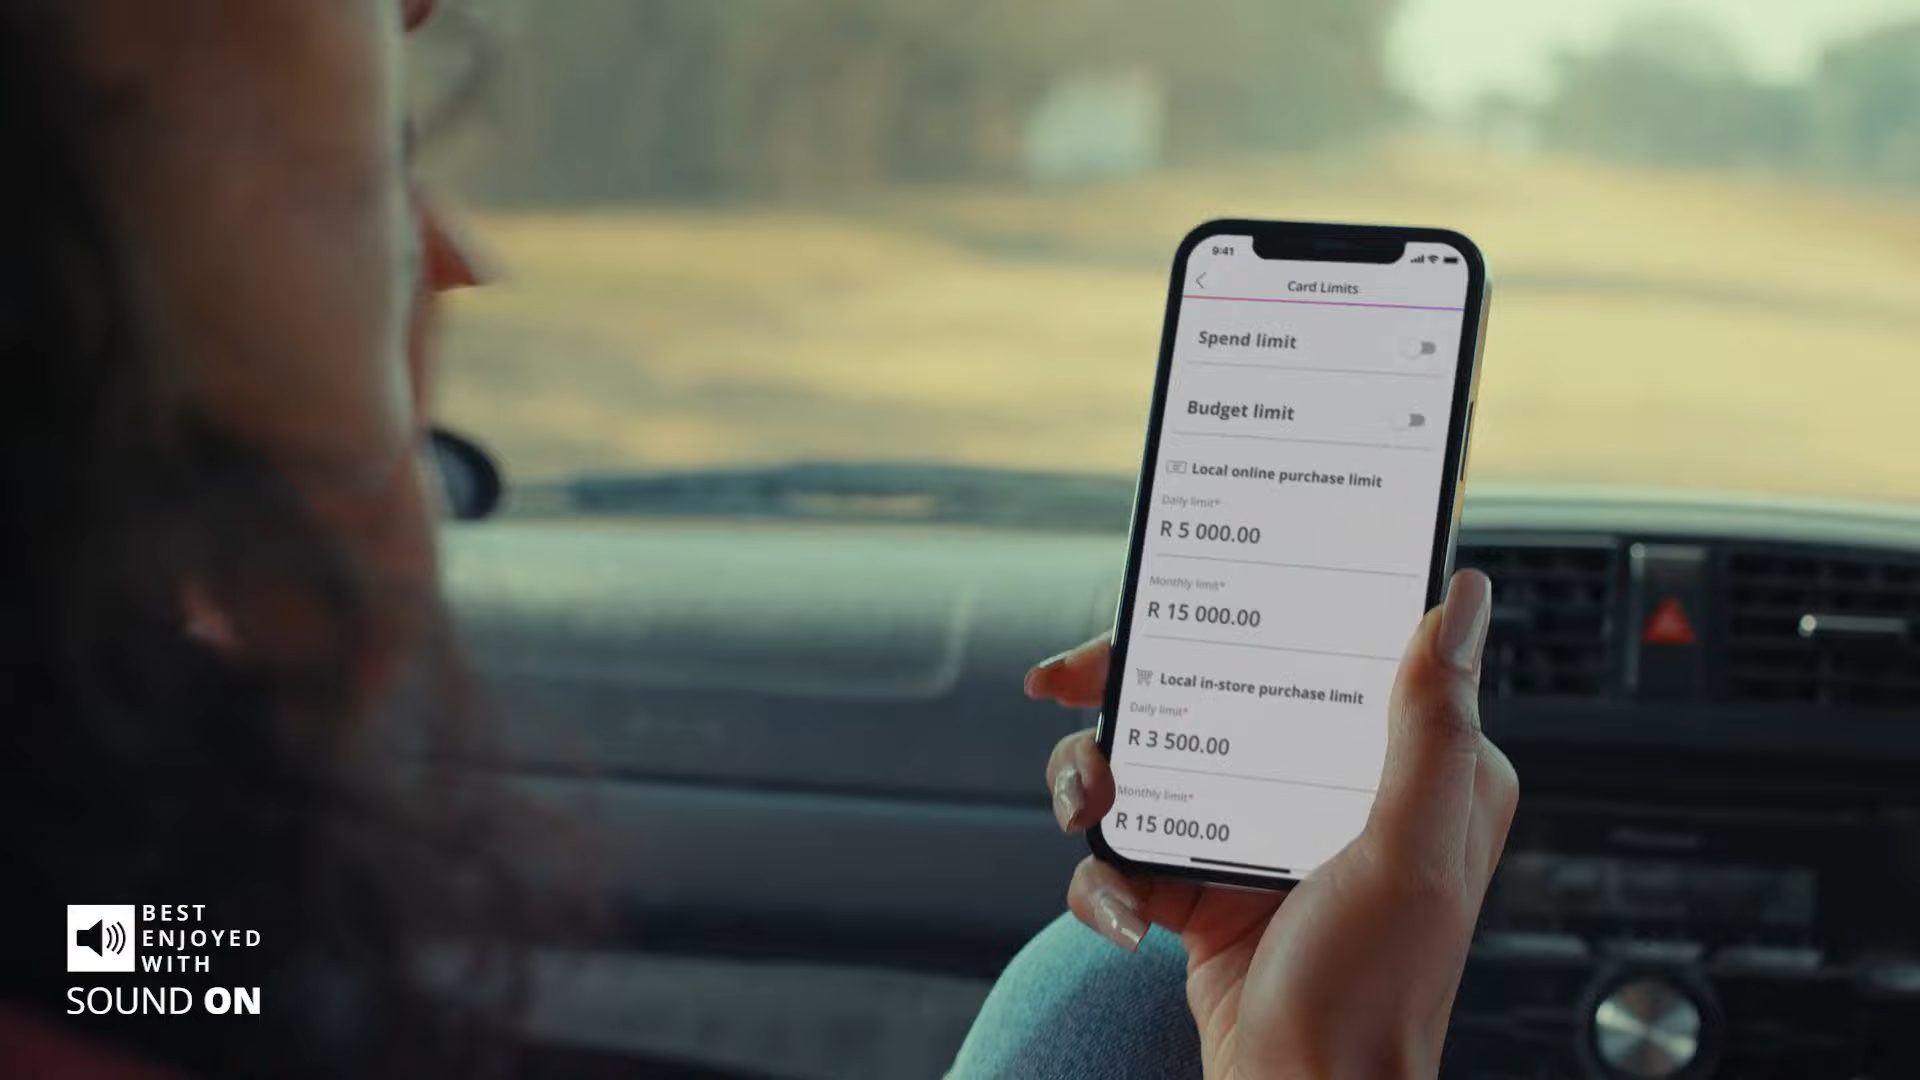 9:41
Card Limits
Spend limit
Budget limit
Local online purchase limit
Daily limit*
R 5 000.00
Monthly limit*
R 15 000.00
Local in-store purchase limit
Daily limit*
R 3 500.00
Monthly limit*
R 15 000.00
BEST
ENJOYED
WITH
SOUND ON